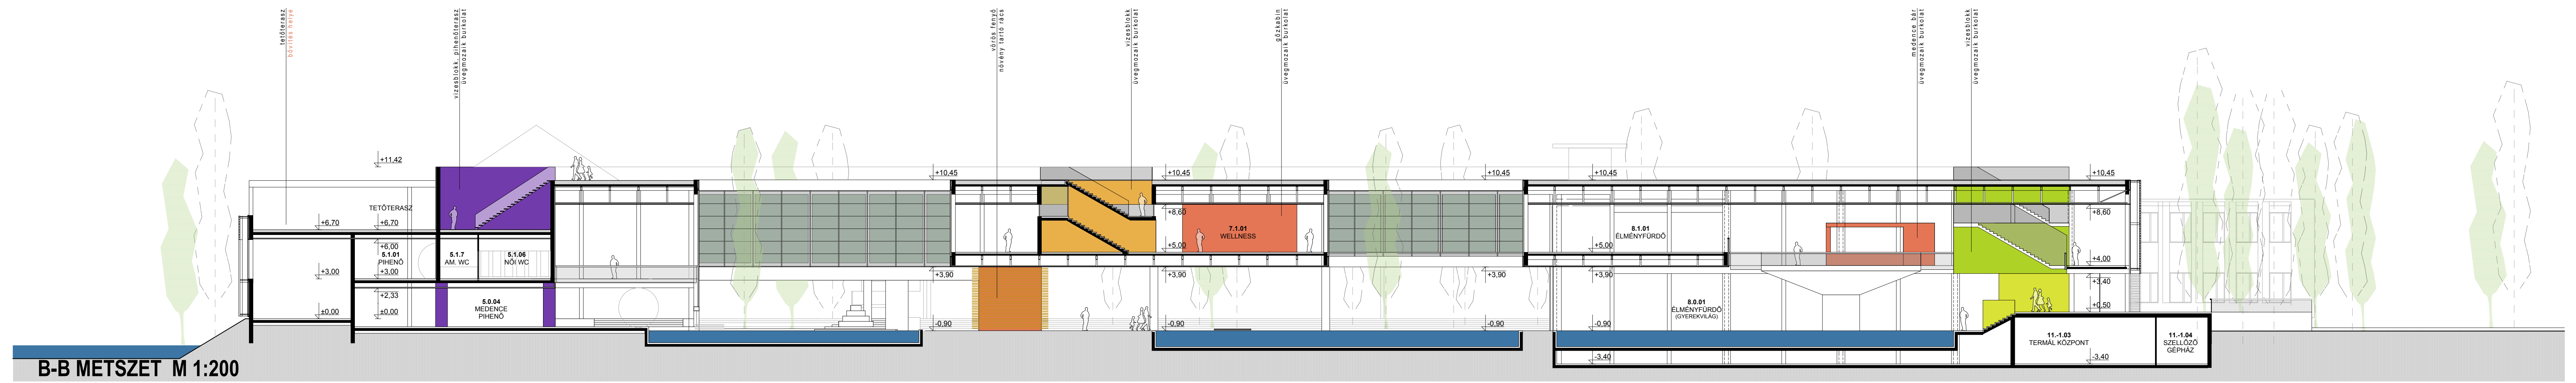 tetőterasz
bővítés helye
vizesblokk, pihenőterasz
üvegmozaik burkolat
vörös fenyő
növény tartó rács
vizesblokk
üvegmozaik burkolat
gőzkabin
üvegmozaik burkolat
medence bár
üvegmozaik burkolat
vizesblokk
üvegmozaik burkolat
+11,42
+10,45
+10,45
+10,45
+10,45
+10,45
TETŐTERASZ
+6,70
+6,70
+8,60
+8,60
7.1.01
WELLNESS
8.1.01
ÉLMÉNYFÜRDŐ
+6,00
5.1.01
PIHENŐ
+3,00
+3,00
5.1.7
AM. WC
5.1.06
NŐI WC
+5,00
+5,00
+4,00
+3,90
+3,90
+3,90
+3,90
+3,40
+2,33
±0,00
±0,00
5.0.04
MEDENCE
PIHENŐ
8.0.01
ÉLMÉNYFÜRDŐ
(GYEREKVILÁG)
+0,50
-0,90
-0,90
-0,90
-0,90
11.-1.03
TERMÁL KÖZPONT
11.-1.04
SZELLŐZŐ
GÉPHÁZ
-3,40
-3,40
B-B METSZET M 1:200